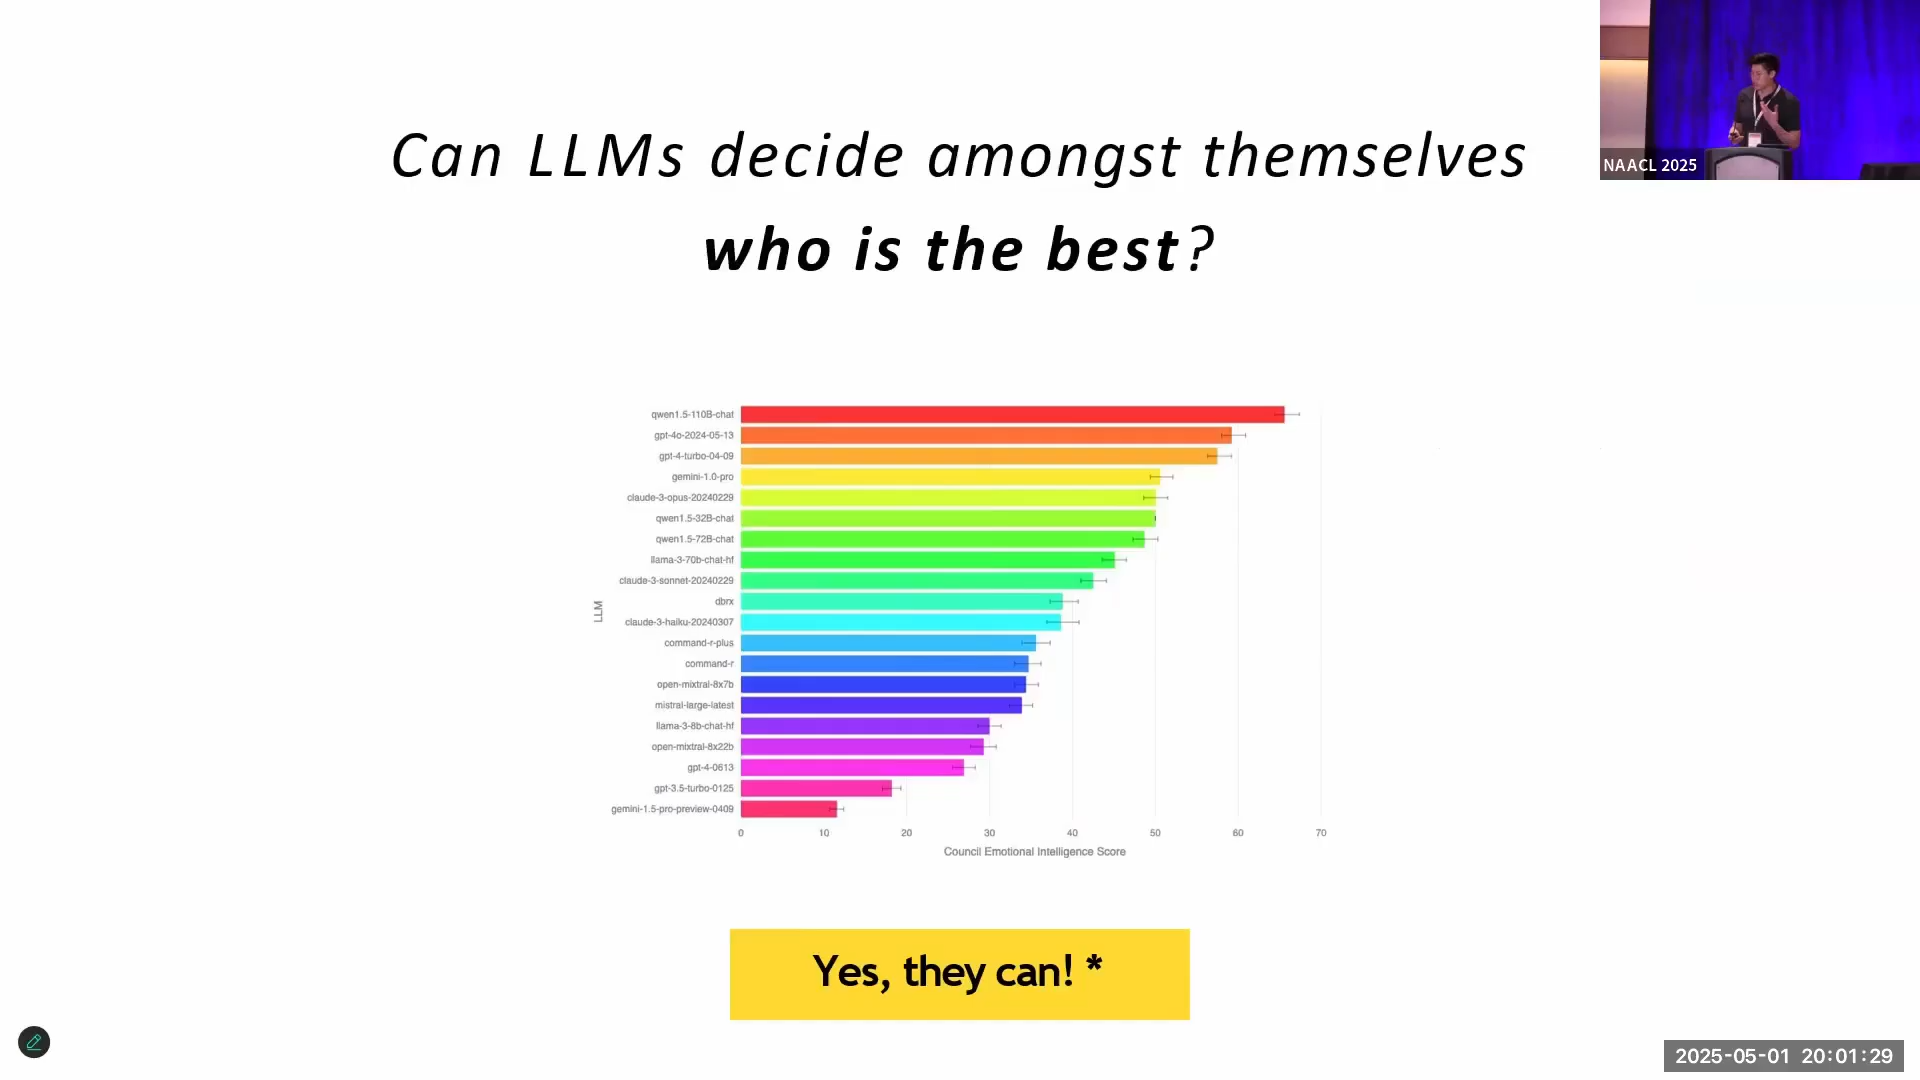 Can LLMs decide amongst themselves
who is the best?
NAACL 2025
qwen1.5-110B-chat
gpt-4o-2024-05-13
gpt-4-turbo-04-09
gemini-1.0-pro
claude-3-opus-20240229
qwen1.5-32B-chat
qwen1.5-72B-chat
llama-3-70b-chat-hf
claude-3-sonnet-20240229
dbrx
claude-3-haiku-20240307
command-r-plus
command-r
open-mixtral-8x7b
mistral-large-latest
llama-3-8b-chat-hf
open-mixtral-8x22b
gpt-4-0613
gpt-3.5-turbo-0125
gemini-1.5-pro-preview-0409
LLM
0 10 20 30 40 50 60 70
Council Emotional Intelligence Score
Yes, they can! *
2025-05-01 20:01:29